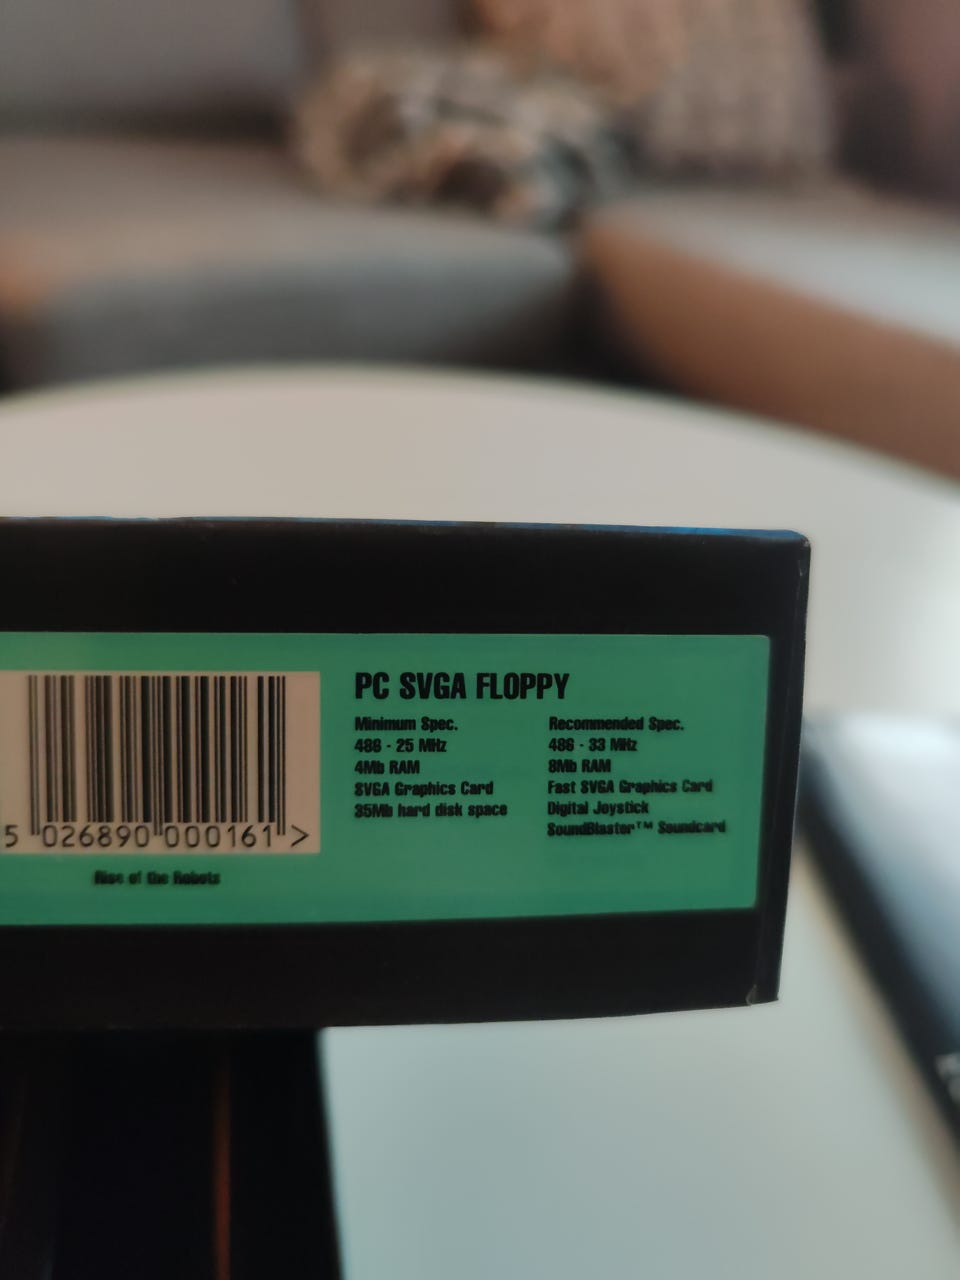 PC SVGA FLOPPY
Minimum Spec.
486 - 25 MHz
4Mb RAM
SVGA Graphics Card
35Mb hard disk space
Recommended Spec.
486 - 33 MHz
8Mb RAM
Fast SVGA Graphics Card
Digital Joystick
SoundBlaster™ Soundcard
5 026890 000161 >
Rise of the Robots